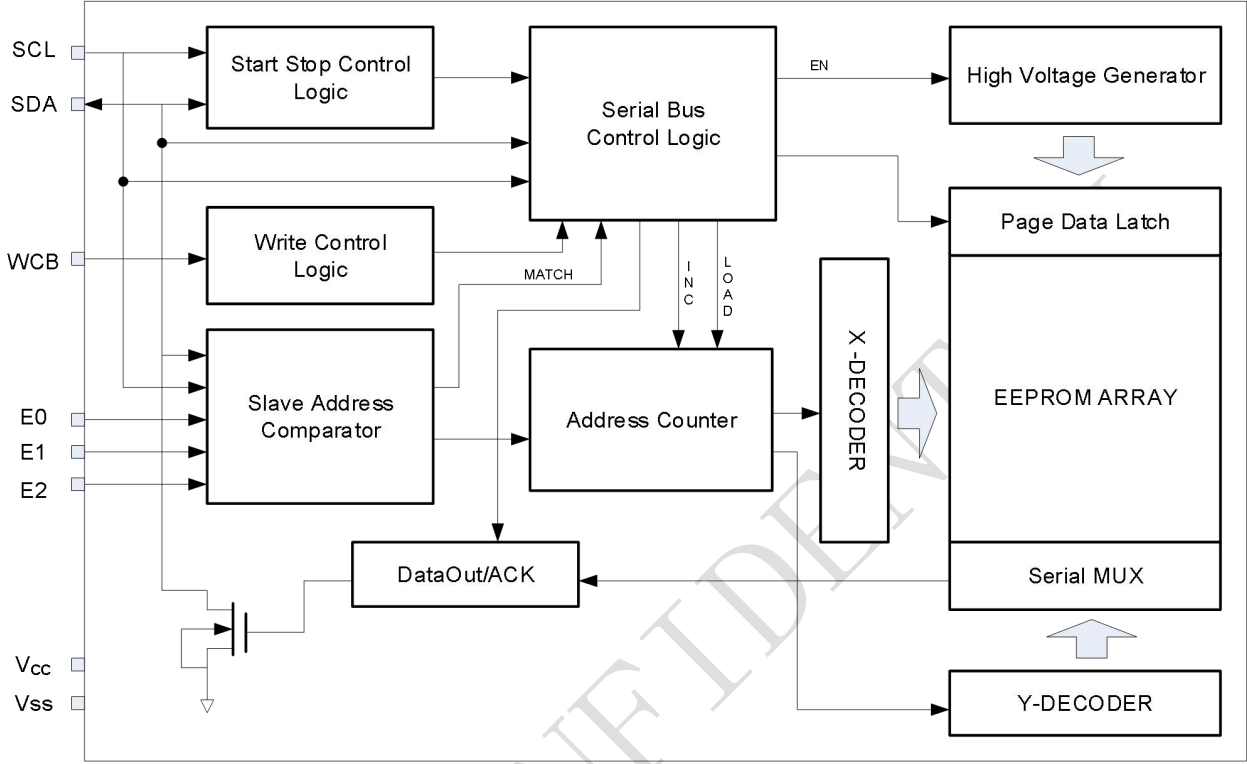 SCL
SDA
WCB
E0
E1
E2
Vcc
Vss
Start Stop Control
Logic
Serial Bus
Control Logic
EN
High Voltage Generator
Write Control
Logic
MATCH
INC
LOAD
Page Data Latch
X-DECODER
EEPROM ARRAY
Slave Address
Comparator
Address Counter
DataOut/ACK
Serial MUX
Y-DECODER